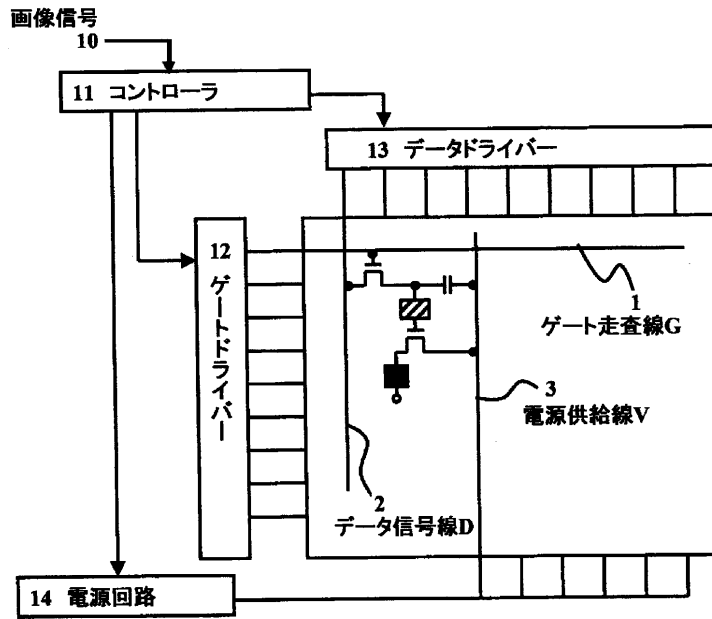 画像信号
10
11 コントローラ
13 データドライバー
12
ゲートドライバー
1
ゲート走査線G
3
電源供給線V
2
データ信号線D
14 電源回路